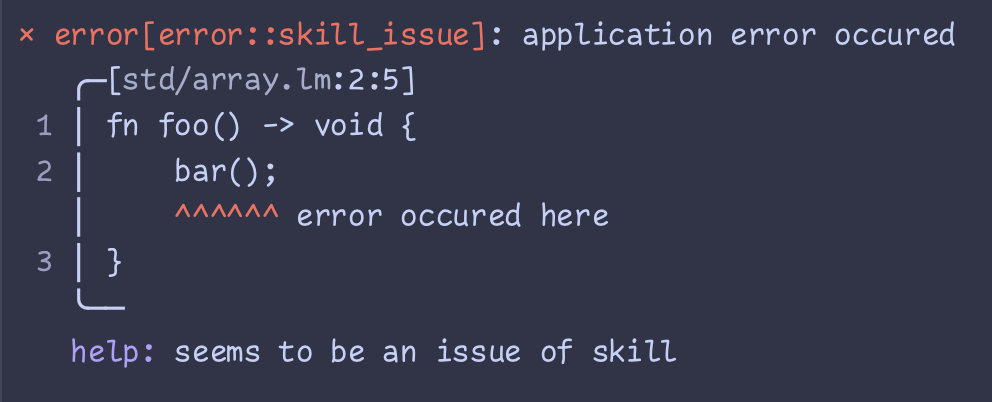 × error[error::skill_issue]: application error occured
╭─[std/array.lm:2:5]
1 │ fn foo() -> void {
2 │     bar();
  │     ^^^^^^ error occured here
3 │ }
╰─
help: seems to be an issue of skill